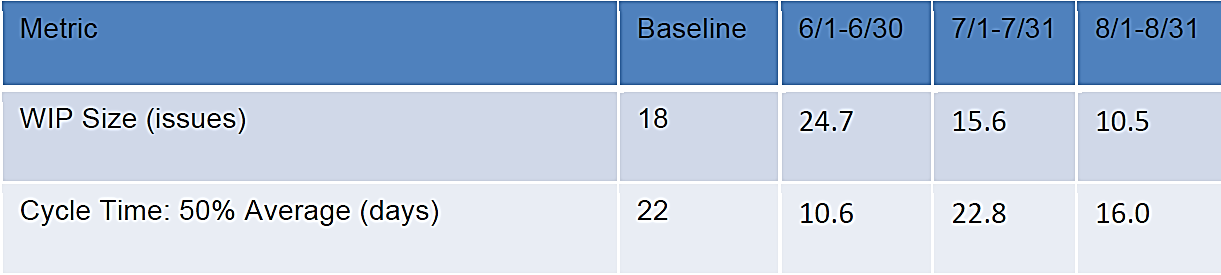 Metric Baseline 6/1-6/30 7/1-7/31 8/1-8/31
WIP Size (issues) 18 24.7 15.6 10.5
Cycle Time: 50% Average (days) 22 10.6 22.8 16.0